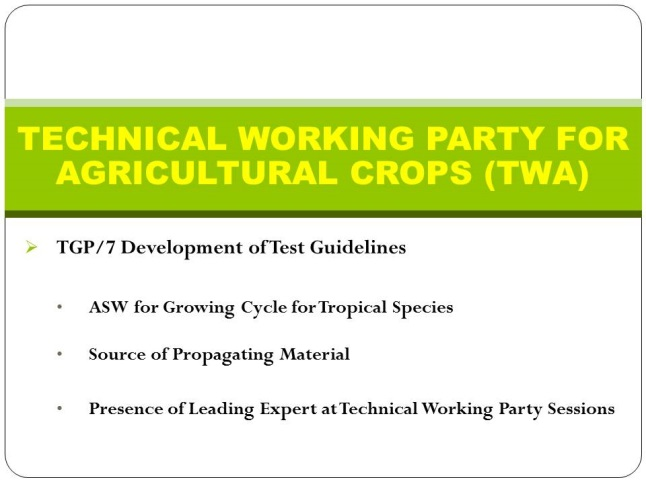 TECHNICAL WORKING PARTY FOR
AGRICULTURAL CROPS (TWA)
TGP/7 Development of Test Guidelines
ASW for Growing Cycle for Tropical Species
Source of Propagating Material
Presence of Leading Expert at Technical Working Party Sessions